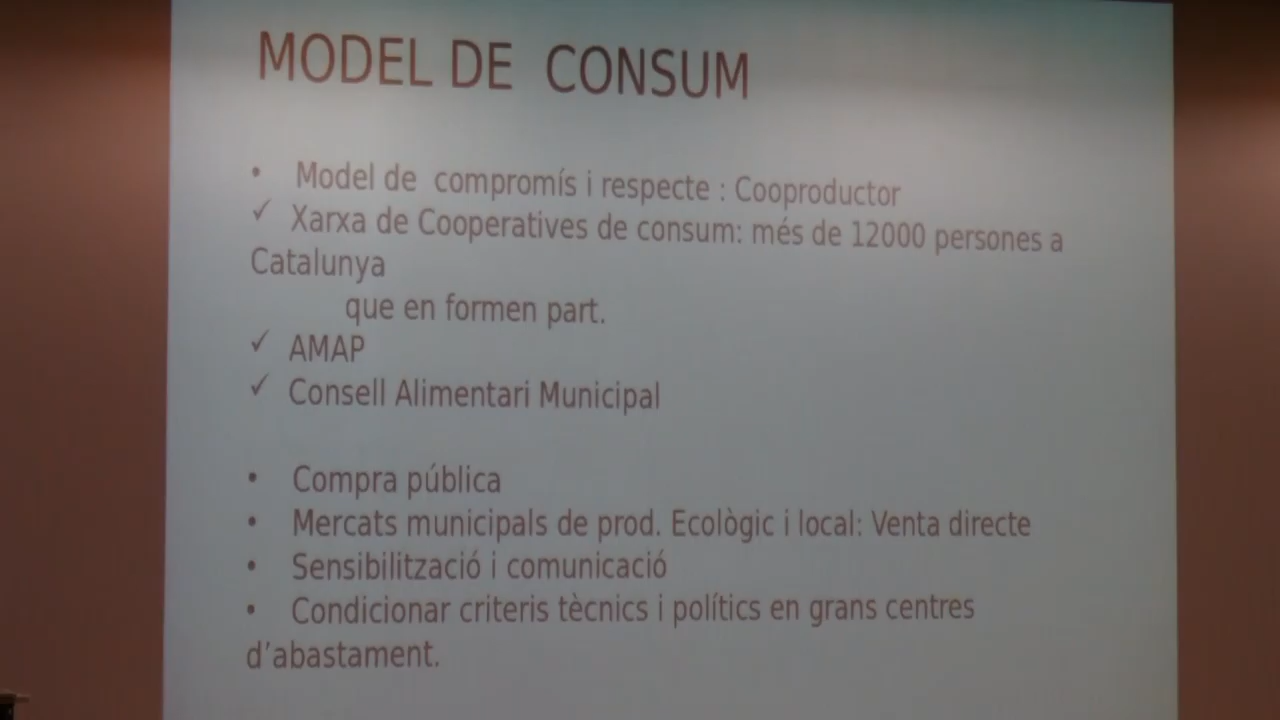 MODEL DE CONSUM
• Model de compromís i respecte : Cooproductor
✓ Xarxa de Cooperatives de consum: més de 12000 persones a
Catalunya
que en formen part.
✓ AMAP
✓ Consell Alimentari Municipal
• Compra pública
• Mercats municipals de prod. Ecològic i local: Venta directe
• Sensibilització i comunicació
• Condicionar criteris tècnics i polítics en grans centres
d’abastament.